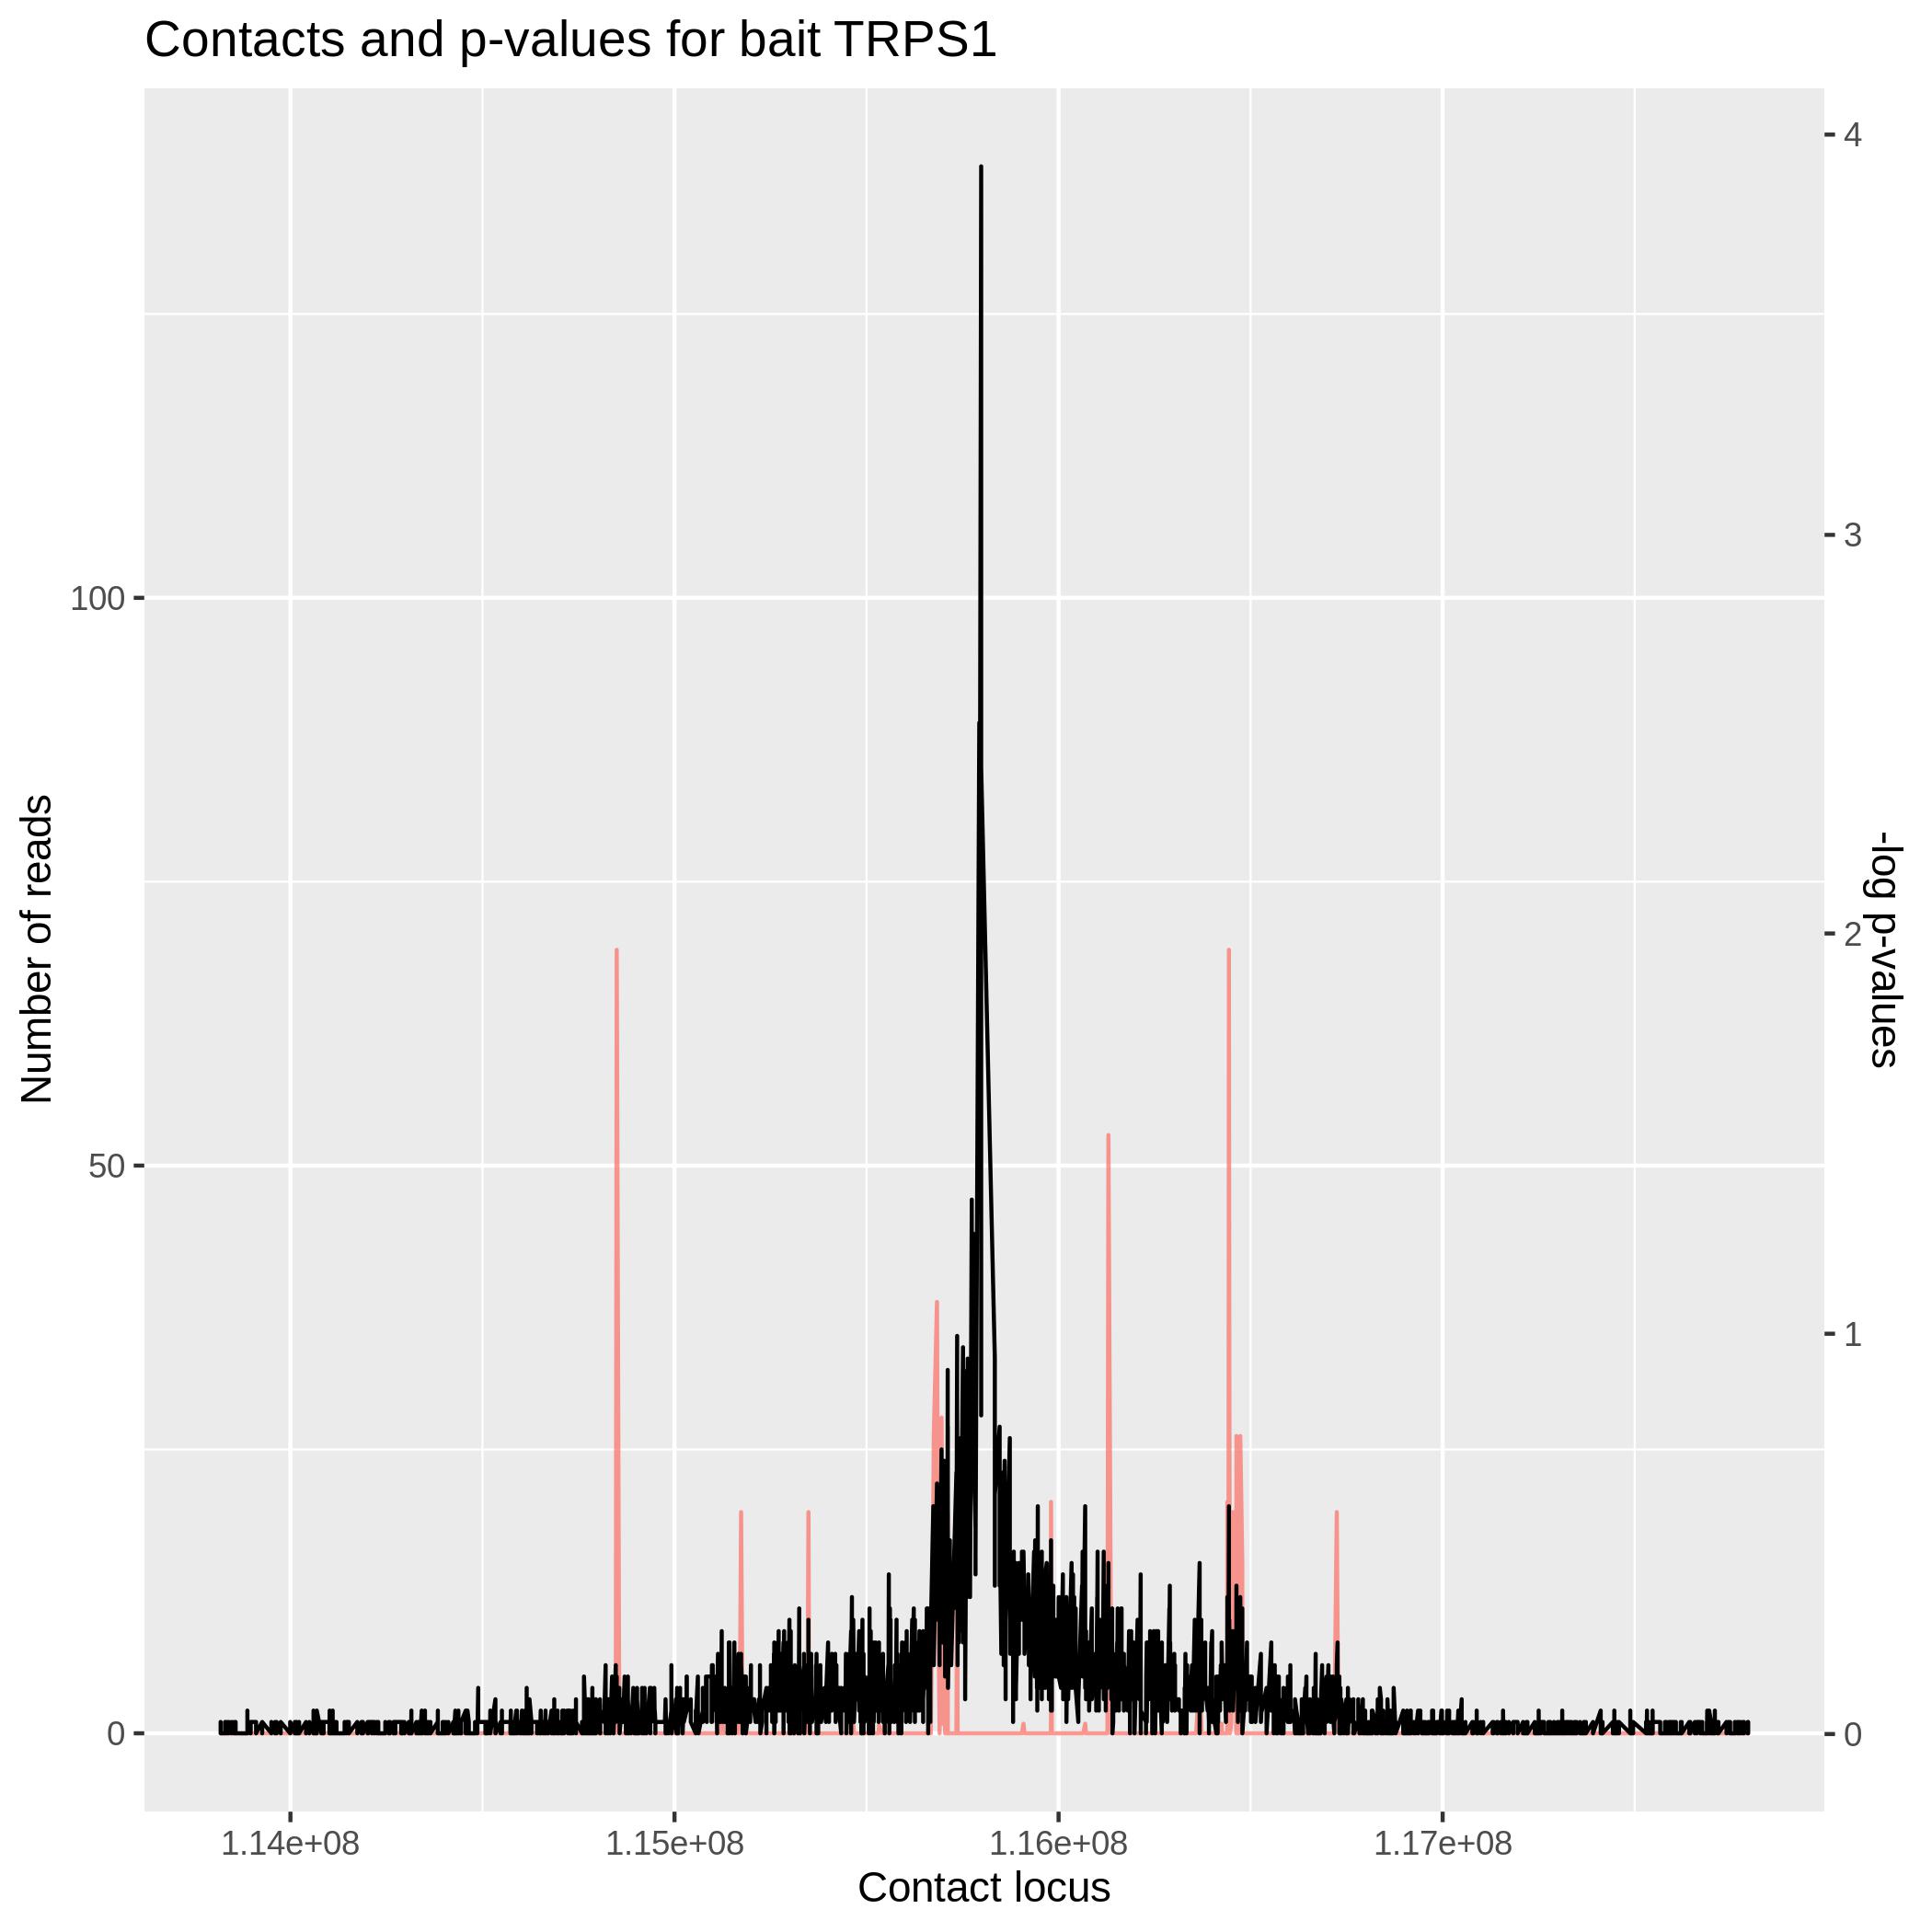 Contacts and p-values for bait TRPS1
Number of reads
100
50
0
4
3
2
1
0
-log p-values
1.14e+08
1.15e+08
1.16e+08
1.17e+08
Contact locus